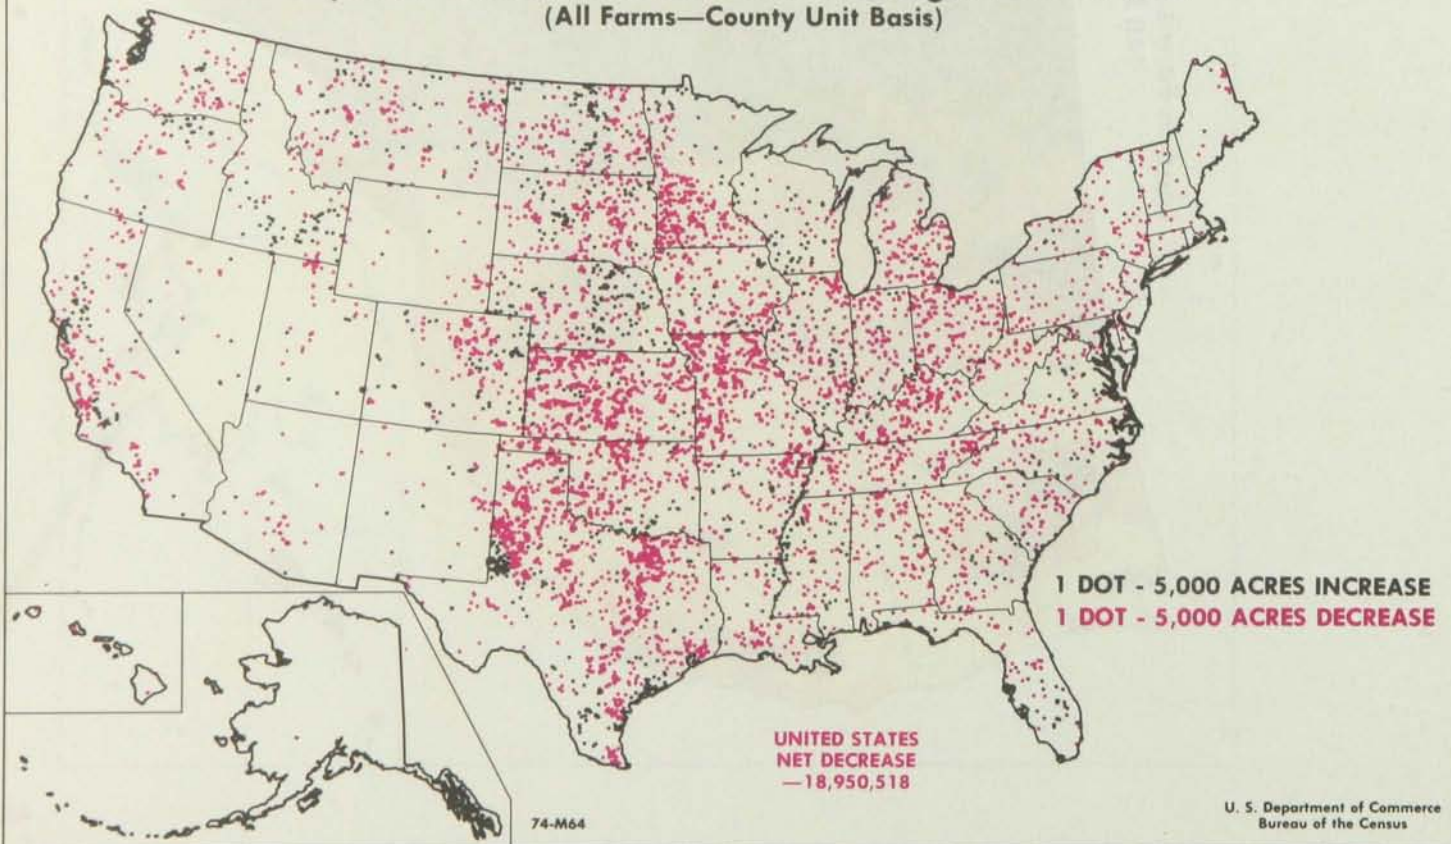 (All Farms—County Unit Basis)
1 DOT - 5,000 ACRES INCREASE
1 DOT - 5,000 ACRES DECREASE
UNITED STATES
NET DECREASE
—18,950,518
74-M64
U. S. Department of Commerce
Bureau of the Census